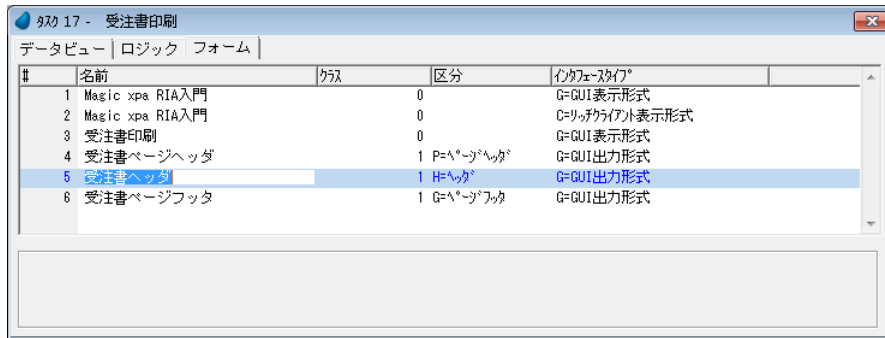 ﾀｽｸ 17 - 受注書印刷
データビュー ロジック フォーム
# 名前 ｸﾗｽ 区分 ｲﾝﾀﾌｪｰｽﾀｲﾌﾟ
1 Magic xpa RIA入門 0 G=GUI表示形式
2 Magic xpa RIA入門 0 C=ﾘｯﾁｸﾗｲｱﾝﾄ表示形式
3 受注書印刷 0 G=GUI表示形式
4 受注書ページヘッダ 1 P=ﾍﾟｰｼﾞﾍｯﾀﾞ G=GUI出力形式
5 受注書ヘッダ 1 H=ﾍｯﾀﾞ G=GUI出力形式
6 受注書ページフッタ 1 G=ﾍﾟｰｼﾞﾌｯﾀ G=GUI出力形式